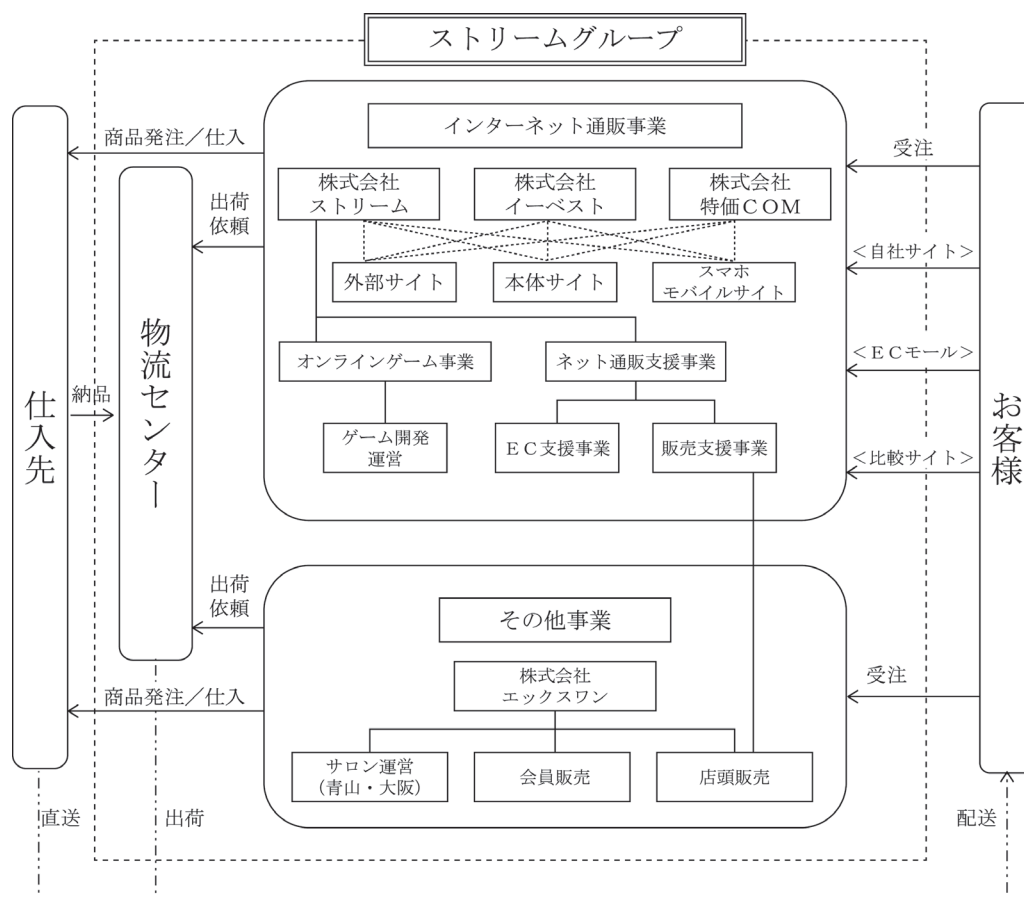 ストリームグループ
インターネット通販事業
商品発注／仕入
受注
出荷
依頼
株式会社
ストリーム
株式会社
イーベスト
株式会社
特価ＣＯＭ
＜自社サイト＞
外部サイト
本体サイト
スマホ
モバイルサイト
オンラインゲーム事業
ネット通販支援事業
＜ＥＣモール＞
仕入先
納品
物流センター
お客様
ゲーム開発
運営
ＥＣ支援事業
販売支援事業
＜比較サイト＞
出荷
依頼
その他事業
株式会社
エックスワン
商品発注／仕入
受注
サロン運営
（青山・大阪）
会員販売
店頭販売
直送
出荷
配送